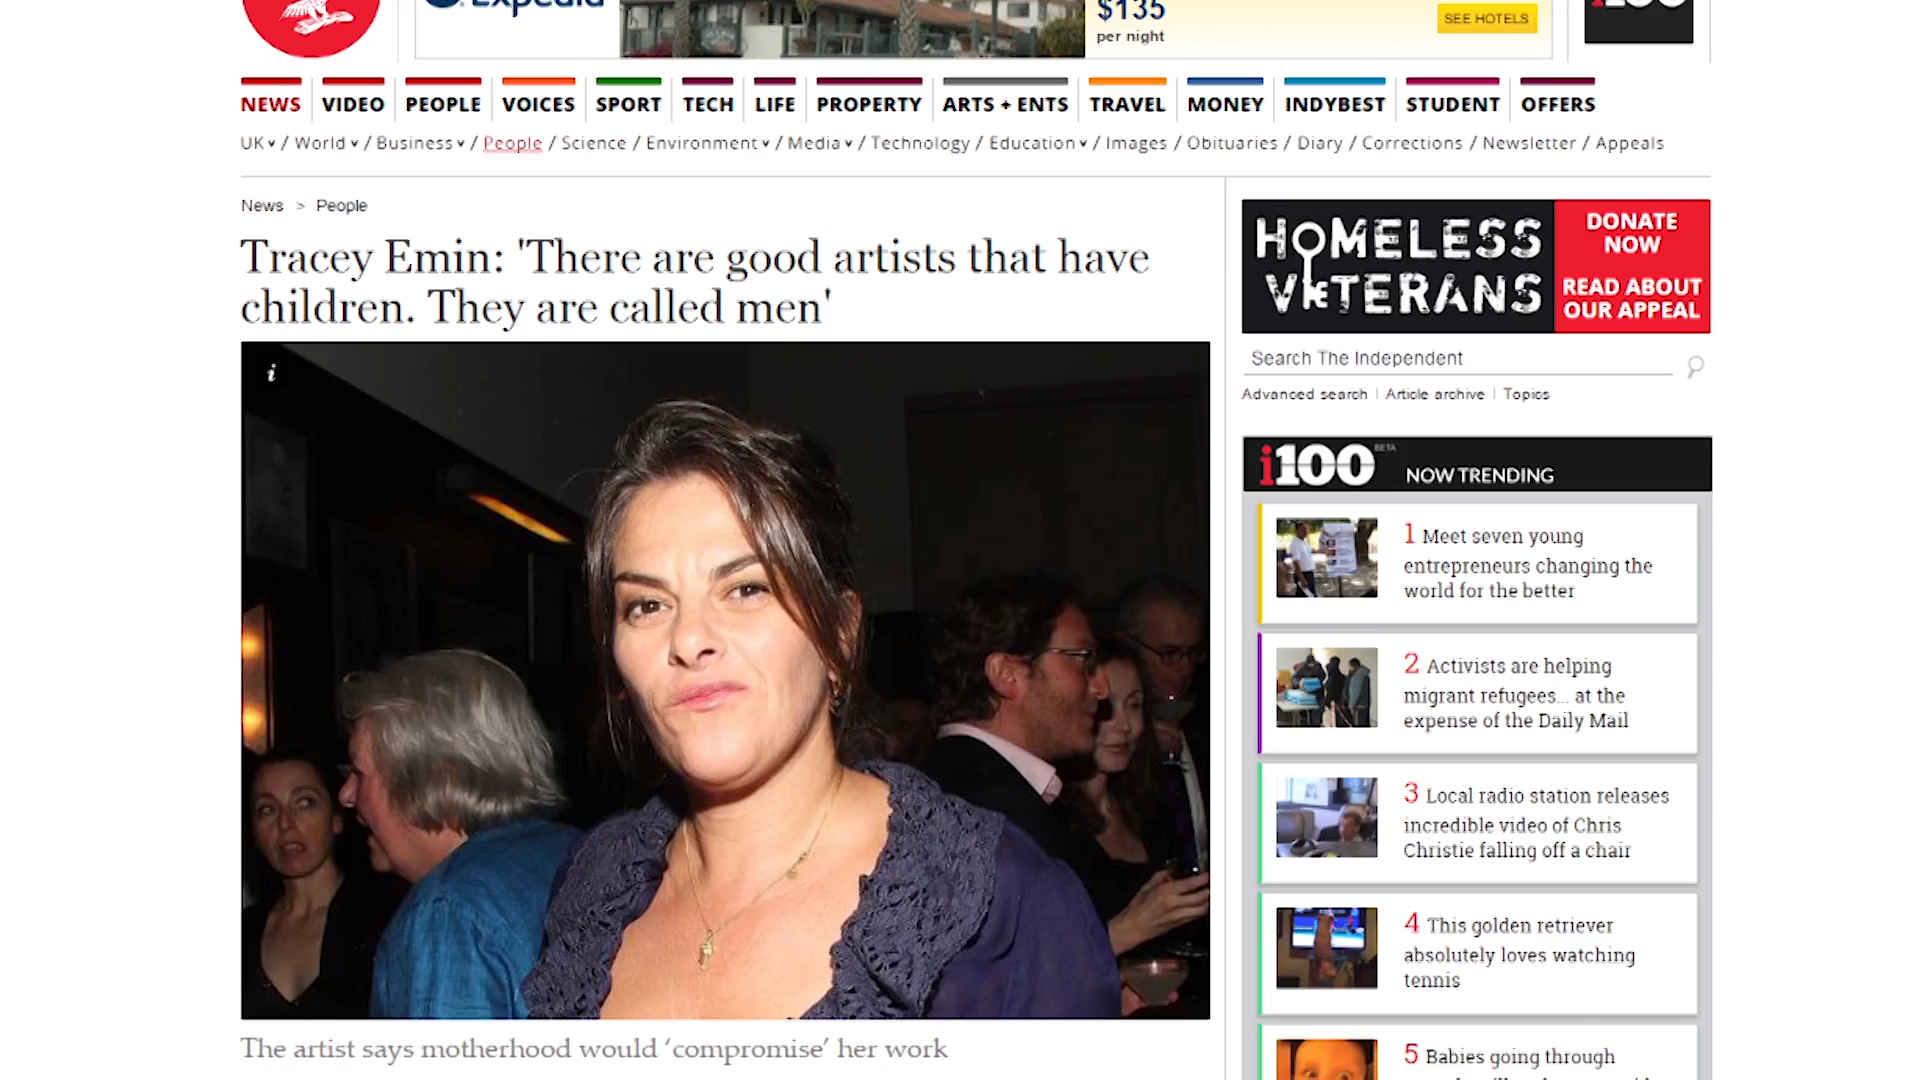 Expedia
$135
per night
SEE HOTELS
i100
NEWS VIDEO PEOPLE VOICES SPORT TECH LIFE PROPERTY ARTS + ENTS TRAVEL MONEY INDYBEST STUDENT OFFERS
UK / World / Business / People / Science / Environment / Media / Technology / Education / Images / Obituaries / Diary / Corrections / Newsletter / Appeals
News > People
Tracey Emin: 'There are good artists that have
children. They are called men'
i
The artist says motherhood would ‘compromise’ her work
HOMELESS
VETERANS
DONATE
NOW
READ ABOUT
OUR APPEAL
Search The Independent
Advanced search | Article archive | Topics
i100 BETA NOW TRENDING
1 Meet seven young
entrepreneurs changing the
world for the better
2 Activists are helping
migrant refugees... at the
expense of the Daily Mail
3 Local radio station releases
incredible video of Chris
Christie falling off a chair
4 This golden retriever
absolutely loves watching
tennis
5 Babies going through